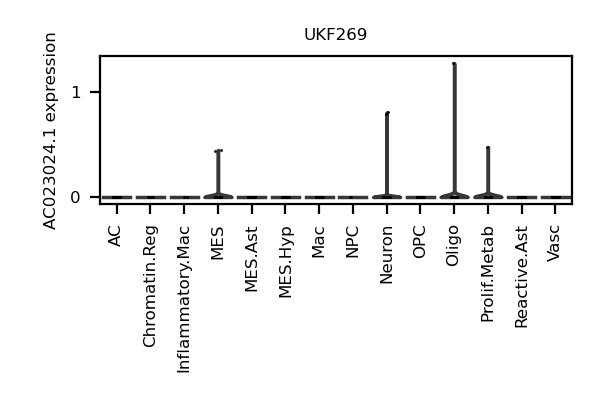 UKF269
AC023024.1 expression
1
0
AC
Chromatin.Reg
Inflammatory.Mac
MES
MES.Ast
MES.Hyp
Mac
NPC
Neuron
OPC
Oligo
Prolif.Metab
Reactive.Ast
Vasc